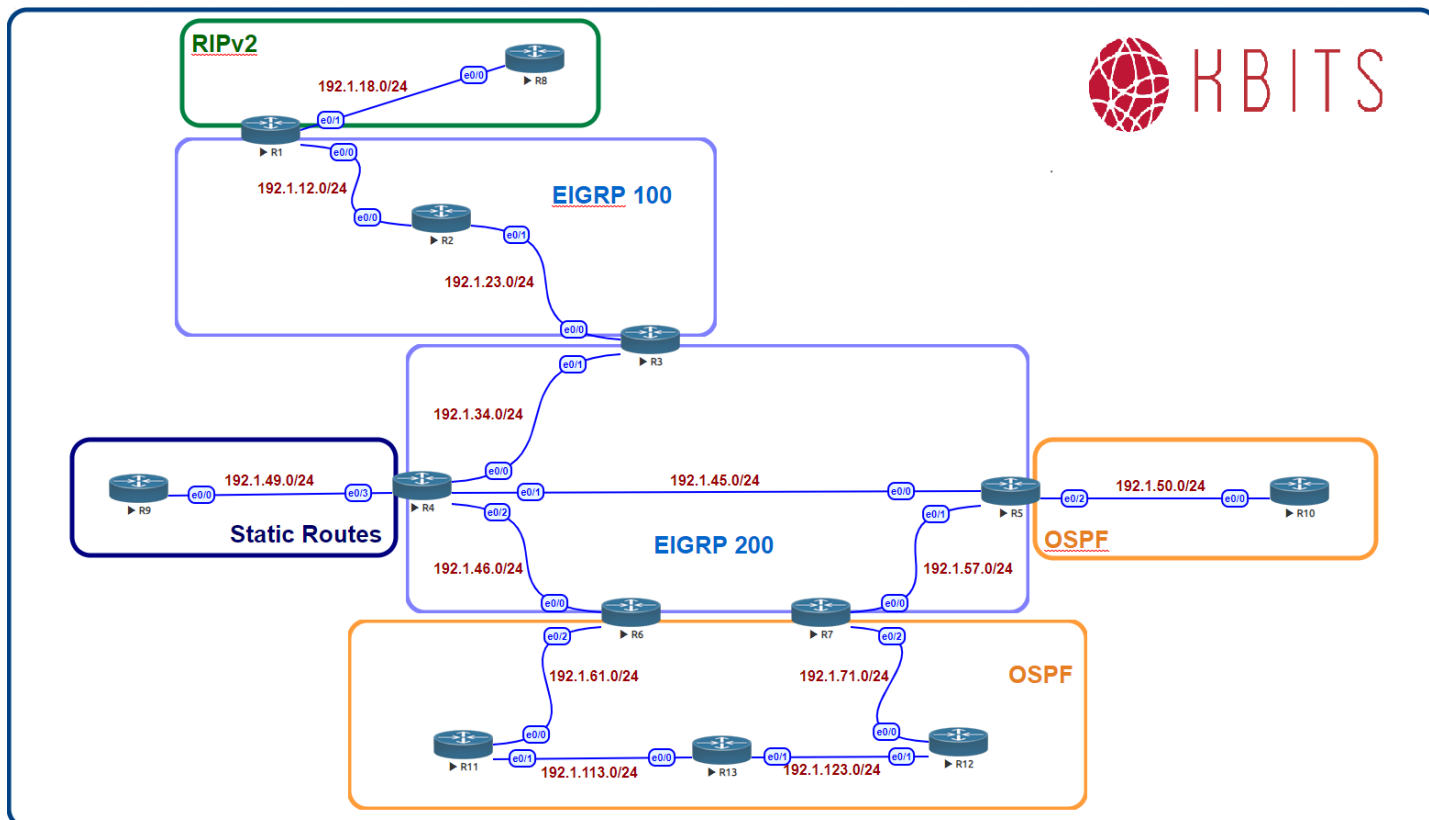 RIPv2
KBITS
192.1.18.0/24
e0/0
R8
e0/1
R1
e0/0
192.1.12.0/24
EIGRP 100
e0/0
R2
e0/1
192.1.23.0/24
e0/0
R3
e0/1
192.1.34.0/24
e0/0
192.1.49.0/24
e0/0
e0/3
R9
R4
e0/1
192.1.45.0/24
e0/0
R5
e0/2
192.1.50.0/24
e0/0
R10
Static Routes
e0/2
e0/1
EIGRP 200
OSPF
192.1.46.0/24
192.1.57.0/24
e0/0
R6
R7
e0/0
e0/2
e0/2
192.1.61.0/24
192.1.71.0/24
OSPF
e0/0
e0/0
R11
e0/1
192.1.113.0/24
e0/0
R13
e0/1
192.1.123.0/24
e0/1
R12